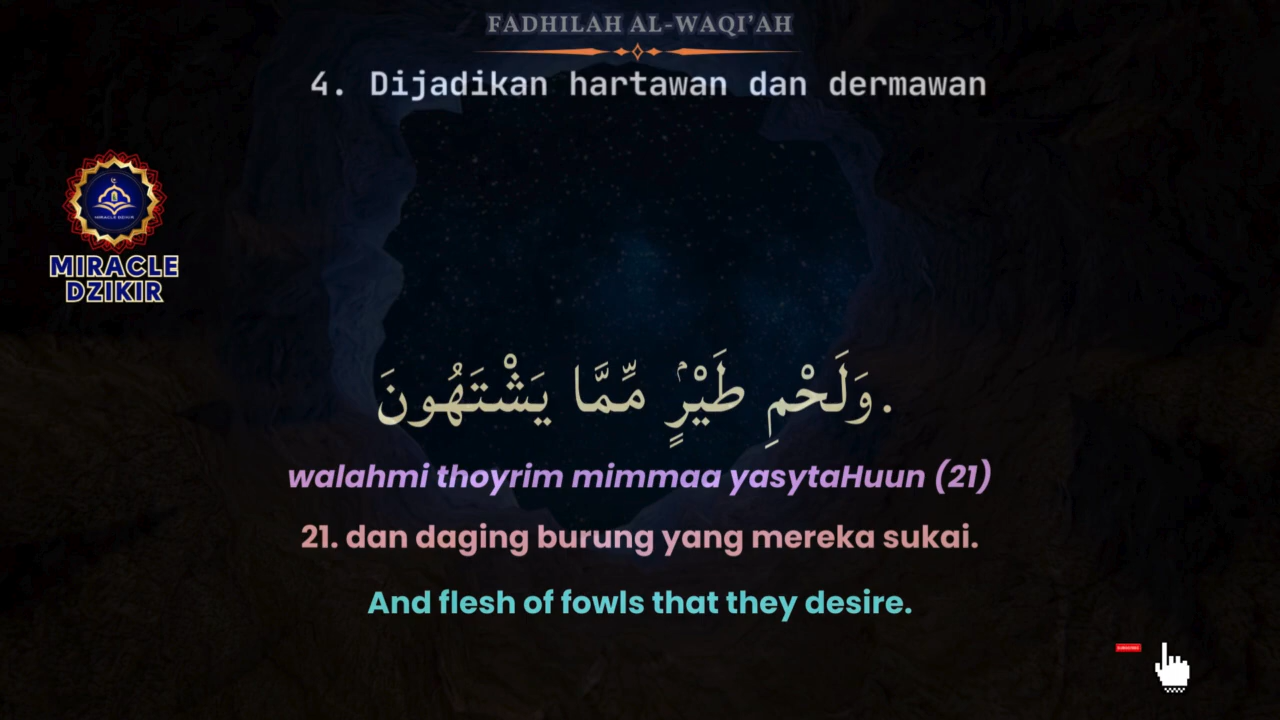 FADHILAH AL-WAQI'AH
4. Dijadikan hartawan dan dermawan
MIRACLE
DZIKIR
وَلَحْمِ طَيْرٍۢ مِّمَّا يَشْتَهُونَ.
walahmi thoyrim mimmaa yasytaHuun (21)
21. dan daging burung yang mereka sukai.
And flesh of fowls that they desire.